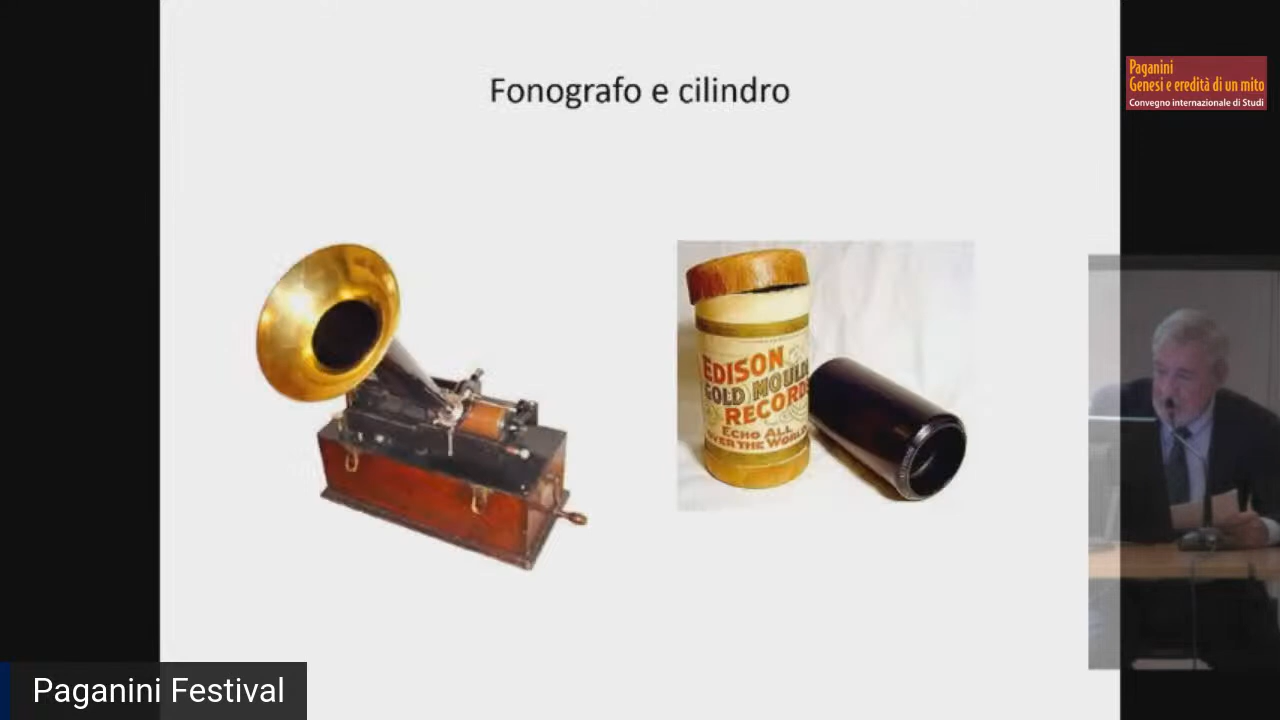 Fonografo e cilindro
Paganini
Genesi e eredità di un mito
Convegno internazionale di Studi
EDISON
GOLD MOULD
RECORDS
ECHO ALL
OVER THE WORLD
Paganini Festival